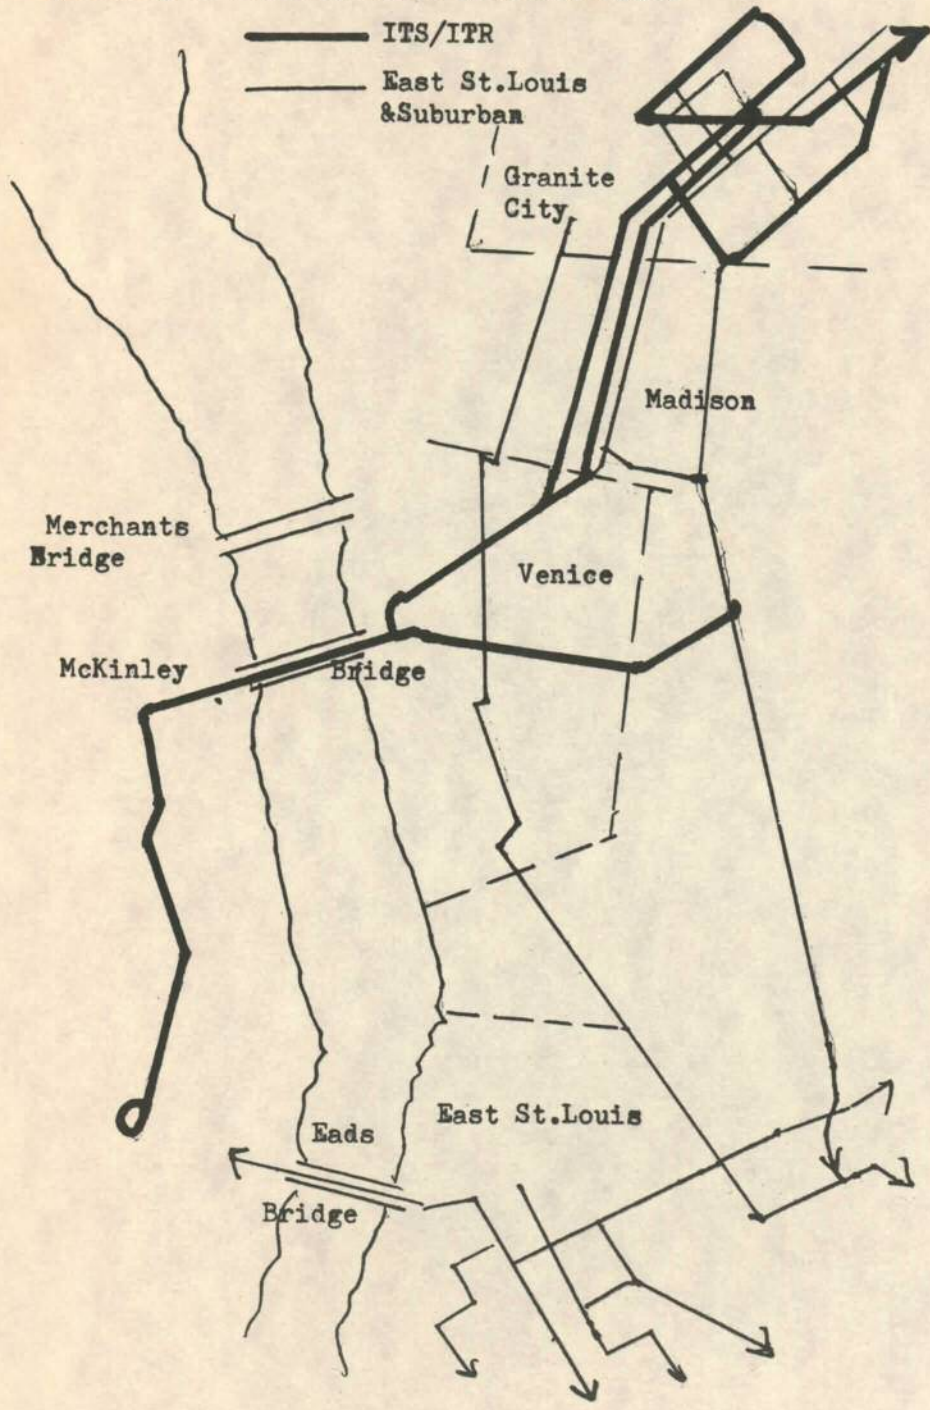 ITS/ITR
East St.Louis
&Suburban
Granite
City
Madison
Merchants
Bridge
Venice
McKinley
Bridge
East St.Louis
Eads
Bridge